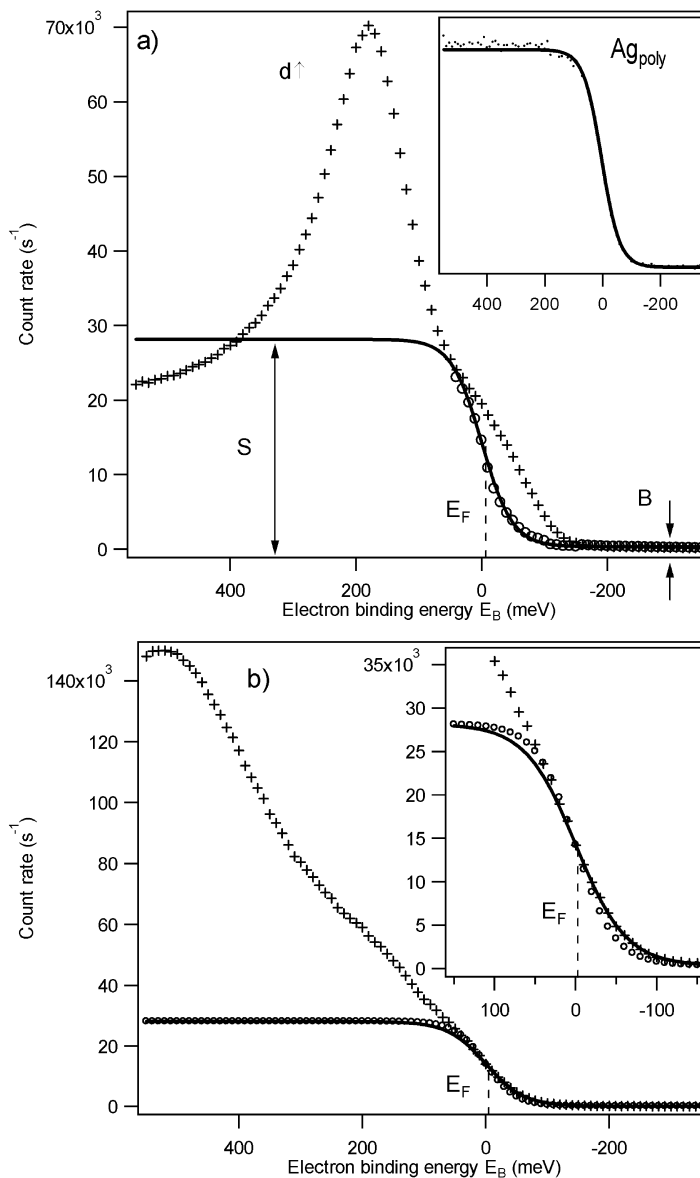 70x10³
a)
d↑
Ag_poly
60
50
40
30
20
10
0
Count rate (s⁻¹)
400
200
0
-200
S
E_F
B
400
200
0
-200
Electron binding energy E_B (meV)
140x10³
b)
120
100
80
60
40
20
0
Count rate (s⁻¹)
35x10³
30
25
20
15
10
5
0
E_F
100
0
-100
E_F
400
200
0
-200
Electron binding energy E_B (meV)